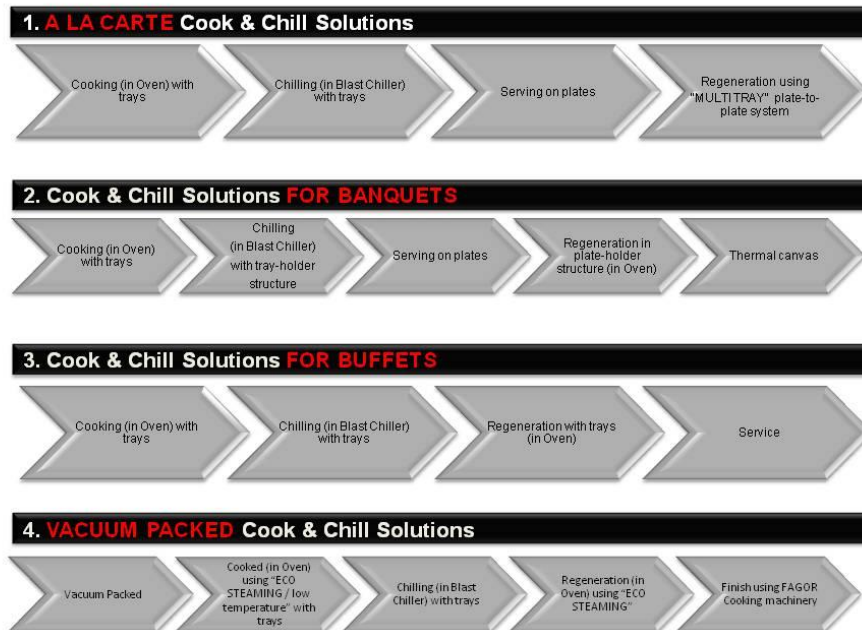 1. A LA CARTE Cook & Chill Solutions
Cooking (in Oven) with
trays
Chilling (in Blast Chiller)
with trays
Serving on plates
Regeneration using
"MULTITRAY" plate-to-
plate system
2. Cook & Chill Solutions FOR BANQUETS
Cooking (in Oven)
with trays
Chilling
(in Blast Chiller)
with tray-holder
structure
Serving on plates
Regeneration in
plate-holder
structure (in Oven)
Thermal canvas
3. Cook & Chill Solutions FOR BUFFETS
Cooking (in Oven) with
trays
Chilling (in Blast Chiller)
with trays
Regeneration with trays
(in Oven)
Service
4. VACUUM PACKED Cook & Chill Solutions
Vacuum Packed
Cooked (in Oven)
using "ECO
STEAMING / low
temperature" with
trays
Chilling (in Blast
Chiller) with trays
Regeneration (in
Oven) using "ECO
STEAMING"
Finish using FAGOR
Cooking machinery